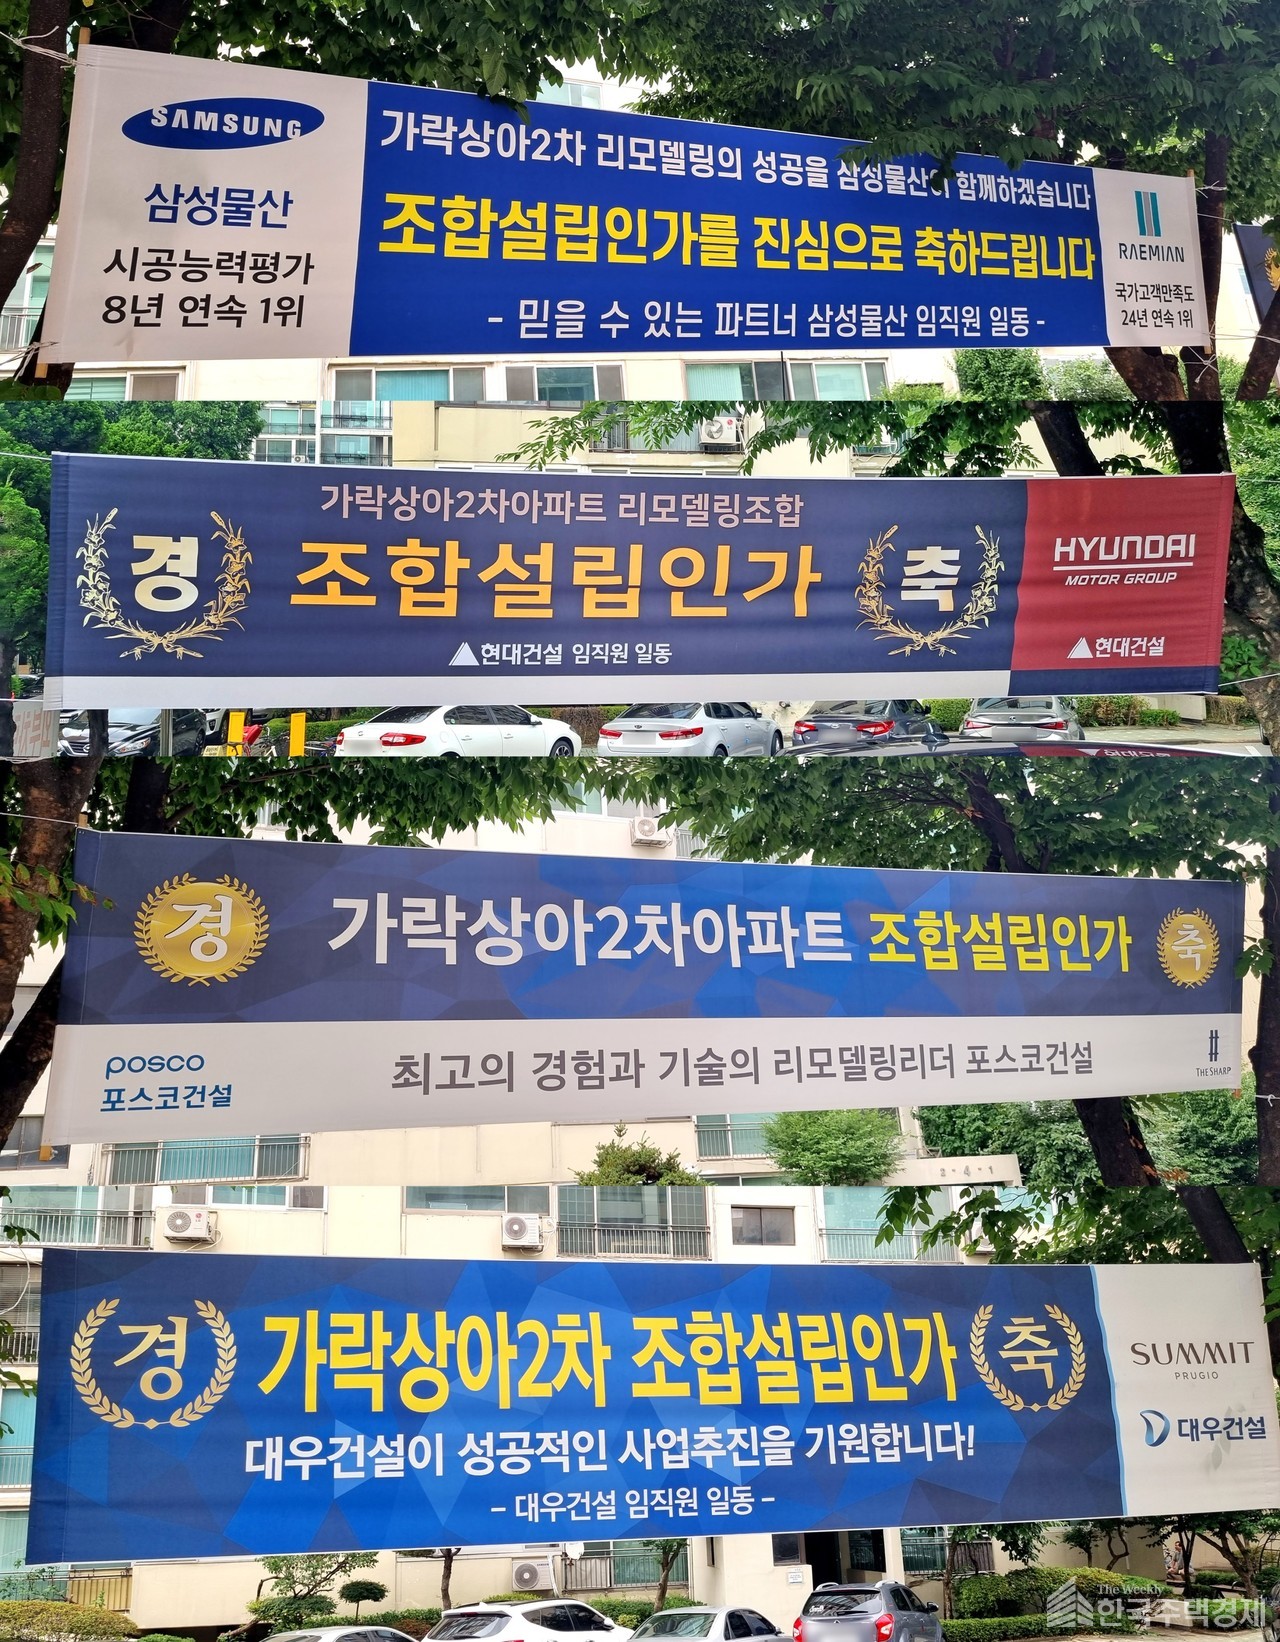 SAMSUNG
삼성물산
시공능력평가
8년 연속 1위
가락상아2차 리모델링의 성공을 삼성물산이 함께하겠습니다
조합설립인가를 진심으로 축하드립니다
- 믿을 수 있는 파트너 삼성물산 임직원 일동 -
RAEMIAN
국가고객만족도
24년 연속 1위
가락상아2차아파트 리모델링조합
경 조합설립인가 축
현대건설 임직원 일동
HYUNDAI
MOTOR GROUP
현대건설
경 가락상아2차아파트 조합설립인가 축
posco
포스코건설
최고의 경험과 기술의 리모델링리더 포스코건설
THE SHARP
2-4-1
경 가락상아2차 조합설립인가 축
대우건설이 성공적인 사업추진을 기원합니다!
- 대우건설 임직원 일동 -
SUMMIT
PRUGIO
대우건설
The Weekly
한국주택경제